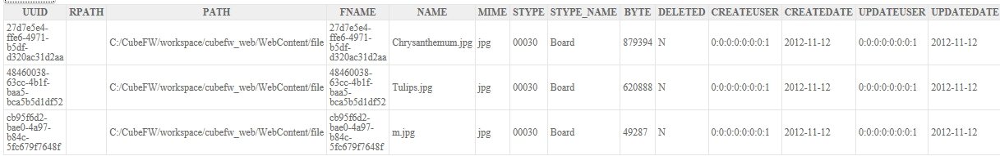 UUID RPATH PATH FNAME NAME MIME STYPE STYPE_NAME BYTE DELETED CREATEUSER CREATEDATE UPDATEUSER UPDATEDATE
27d7e5e4-ffe6-4971-b5df-d320ac31d2aa C:/CubeFW/workspace/cubefw_web/WebContent/file 27d7e5e4-ffe6-4971-b5df-d320ac31d2aa Chrysanthemum.jpg jpg 00030 Board 879394 N 0:0:0:0:0:0:0:1 2012-11-12 0:0:0:0:0:0:0:1 2012-11-12
48460038-63cc-4b1f-baa5-bca5b5d1df52 C:/CubeFW/workspace/cubefw_web/WebContent/file 48460038-63cc-4b1f-baa5-bca5b5d1df52 Tulips.jpg jpg 00030 Board 620888 N 0:0:0:0:0:0:0:1 2012-11-12 0:0:0:0:0:0:0:1 2012-11-12
cb95f6d2-bae0-4a97-b84c-5fc679f7648f C:/CubeFW/workspace/cubefw_web/WebContent/file cb95f6d2-bae0-4a97-b84c-5fc679f7648f m.jpg jpg 00030 Board 49287 N 0:0:0:0:0:0:0:1 2012-11-12 0:0:0:0:0:0:0:1 2012-11-12